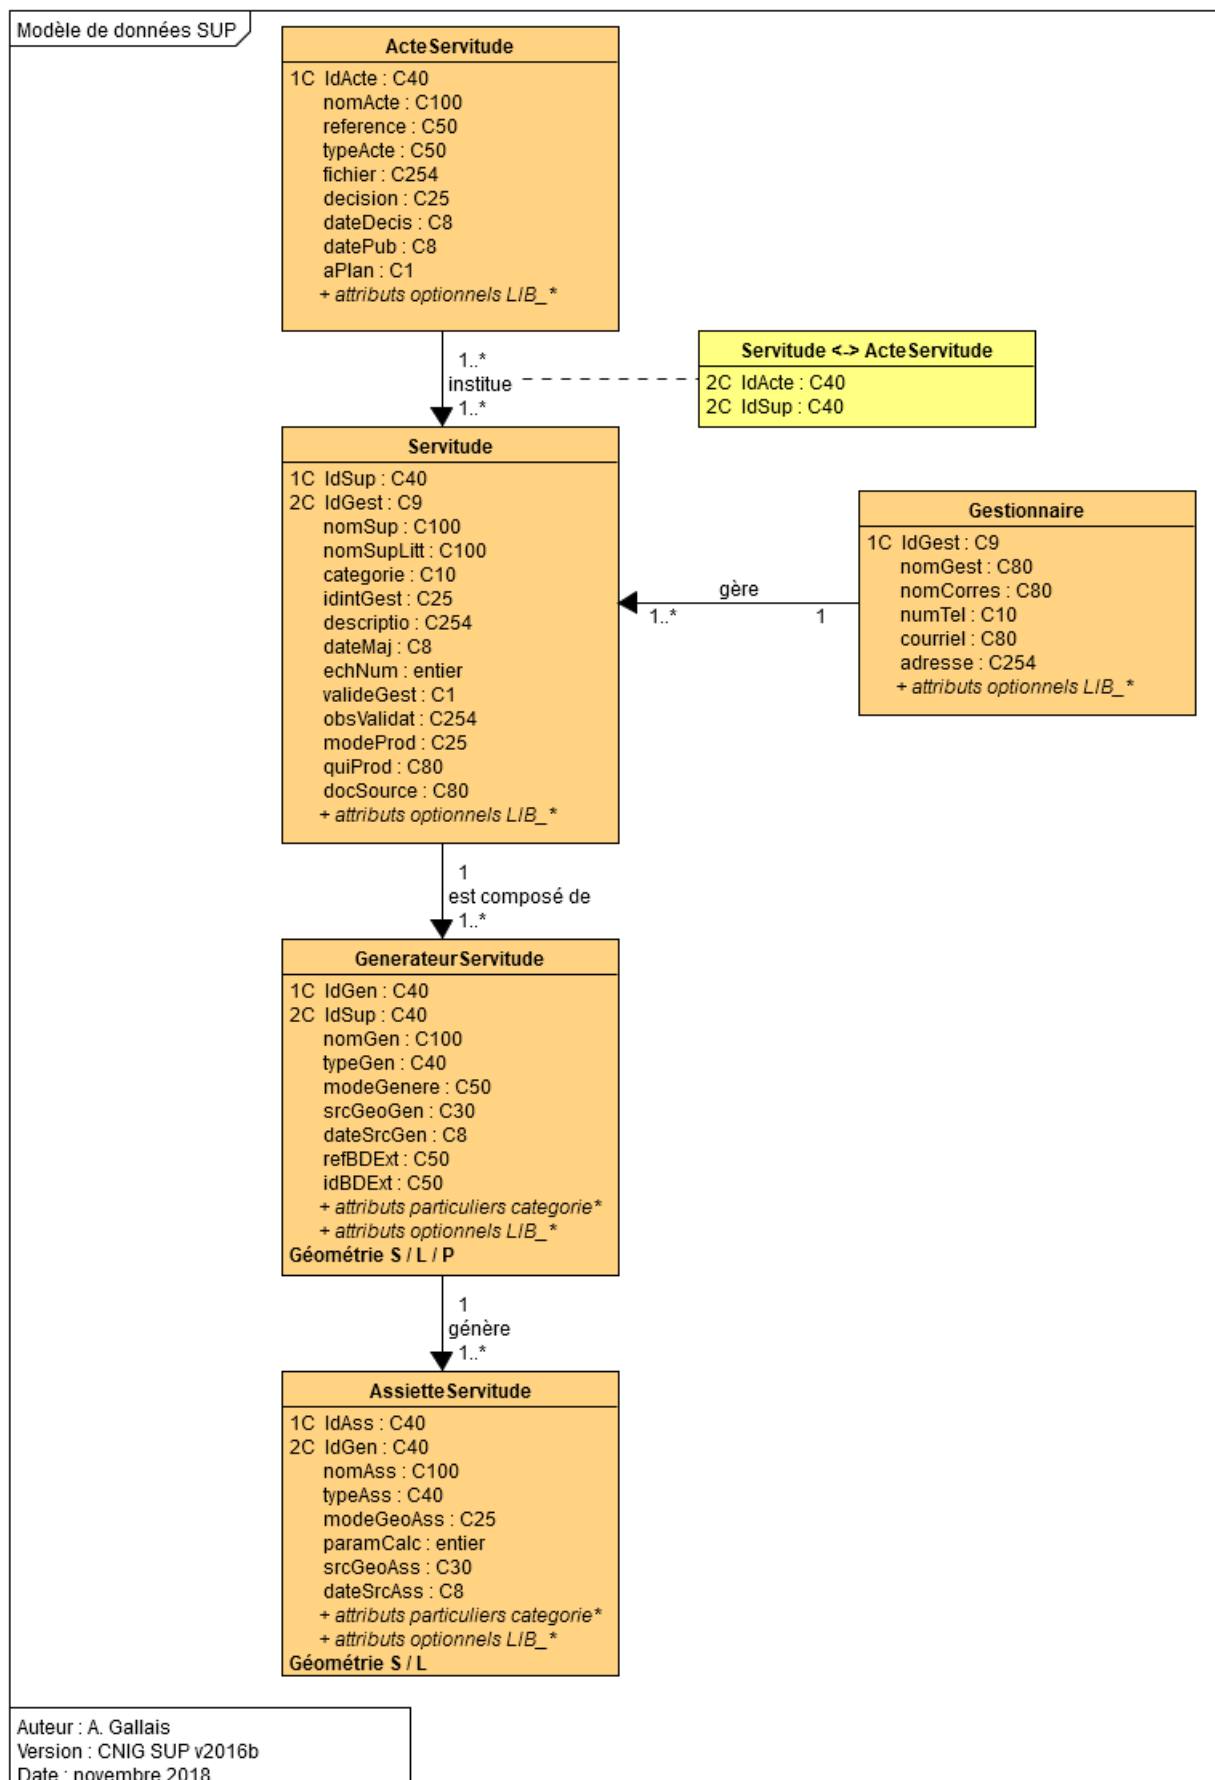 Modèle de données SUP
ActeServitude
1C IdActe : C40
nomActe : C100
reference : C50
typeActe : C50
fichier : C254
decision : C25
dateDecis : C8
datePub : C8
aPlan : C1
+ attributs optionnels LIB_*
1..*
institue
1..*
Servitude <-> ActeServitude
2C IdActe : C40
2C IdSup : C40
Servitude
1C IdSup : C40
2C IdGest : C9
nomSup : C100
nomSupLitt : C100
categorie : C10
idintGest : C25
descriptio : C254
dateMaj : C8
echNum : entier
valideGest : C1
obsValidat : C254
modeProd : C25
quiProd : C80
docSource : C80
+ attributs optionnels LIB_*
gère
1..*
1
Gestionnaire
1C IdGest : C9
nomGest : C80
nomCorres : C80
numTel : C10
courriel : C80
adresse : C254
+ attributs optionnels LIB_*
1
est composé de
1..*
GenerateurServitude
1C IdGen : C40
2C IdSup : C40
nomGen : C100
typeGen : C40
modeGenere : C50
srcGeoGen : C30
dateSrcGen : C8
refBDExt : C50
idBDExt : C50
+ attributs particuliers categorie*
+ attributs optionnels LIB_*
Géométrie S / L / P
1
génère
1..*
AssietteServitude
1C IdAss : C40
2C IdGen : C40
nomAss : C100
typeAss : C40
modeGeoAss : C25
paramCalc : entier
srcGeoAss : C30
dateSrcAss : C8
+ attributs particuliers categorie*
+ attributs optionnels LIB_*
Géométrie S / L
Auteur : A. Gallais
Version : CNIG SUP v2016b
Date : novembre 2018